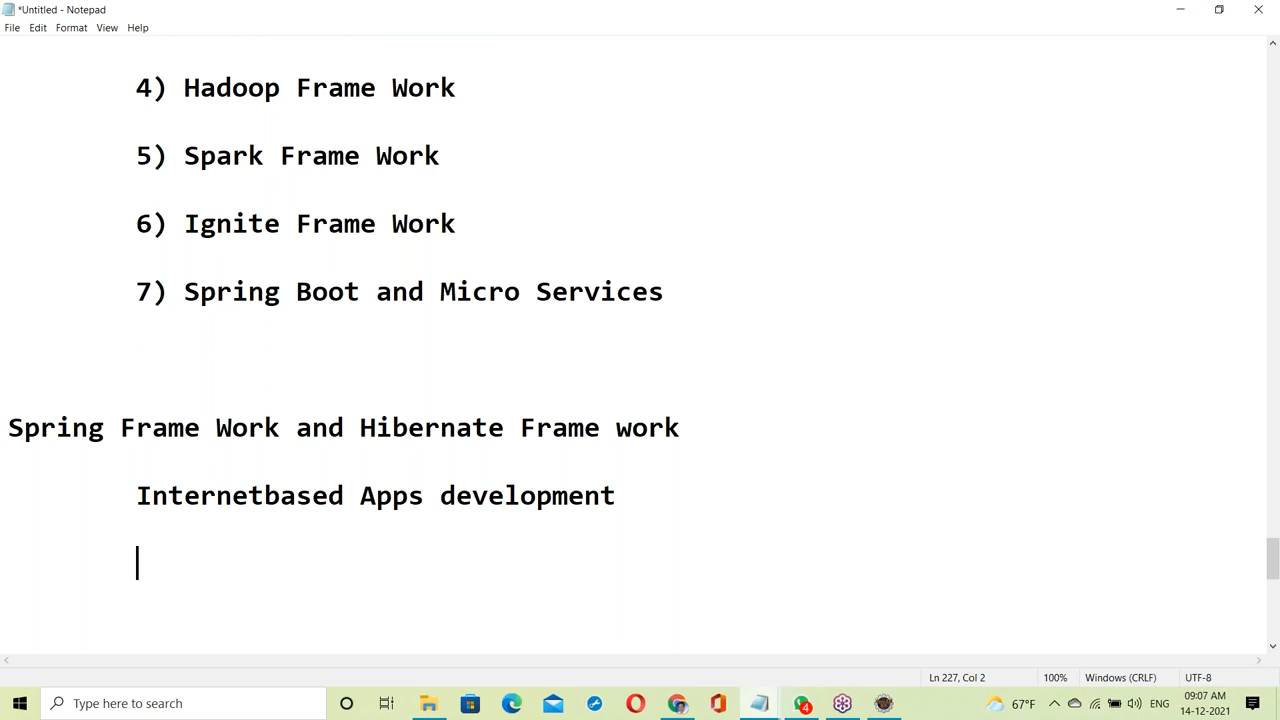 *Untitled - Notepad
File Edit Format View Help
4) Hadoop Frame Work
5) Spark Frame Work
6) Ignite Frame Work
7) Spring Boot and Micro Services
Spring Frame Work and Hibernate Frame work
Internetbased Apps development
Ln 227, Col 2 100% Windows (CRLF) UTF-8
Type here to search 4 67°F ENG 09:07 AM
14-12-2021